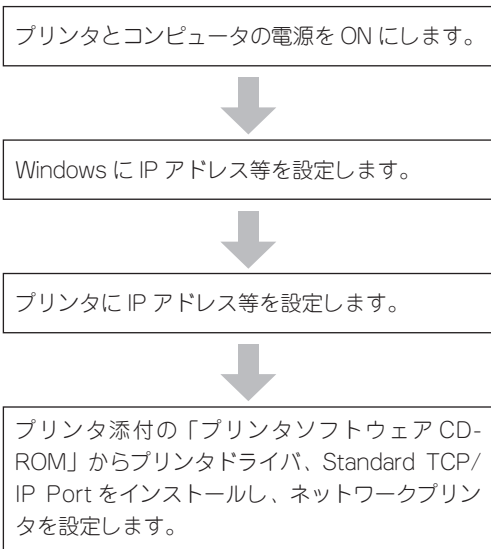 プリンタとコンピュータの電源を ON にします。
Windows に IP アドレス等を設定します。
プリンタに IP アドレス等を設定します。
プリンタ添付の「プリンタソフトウェア CD-
ROM」からプリンタドライバ、Standard TCP/
IP Port をインストールし、ネットワークプリン
タを設定します。